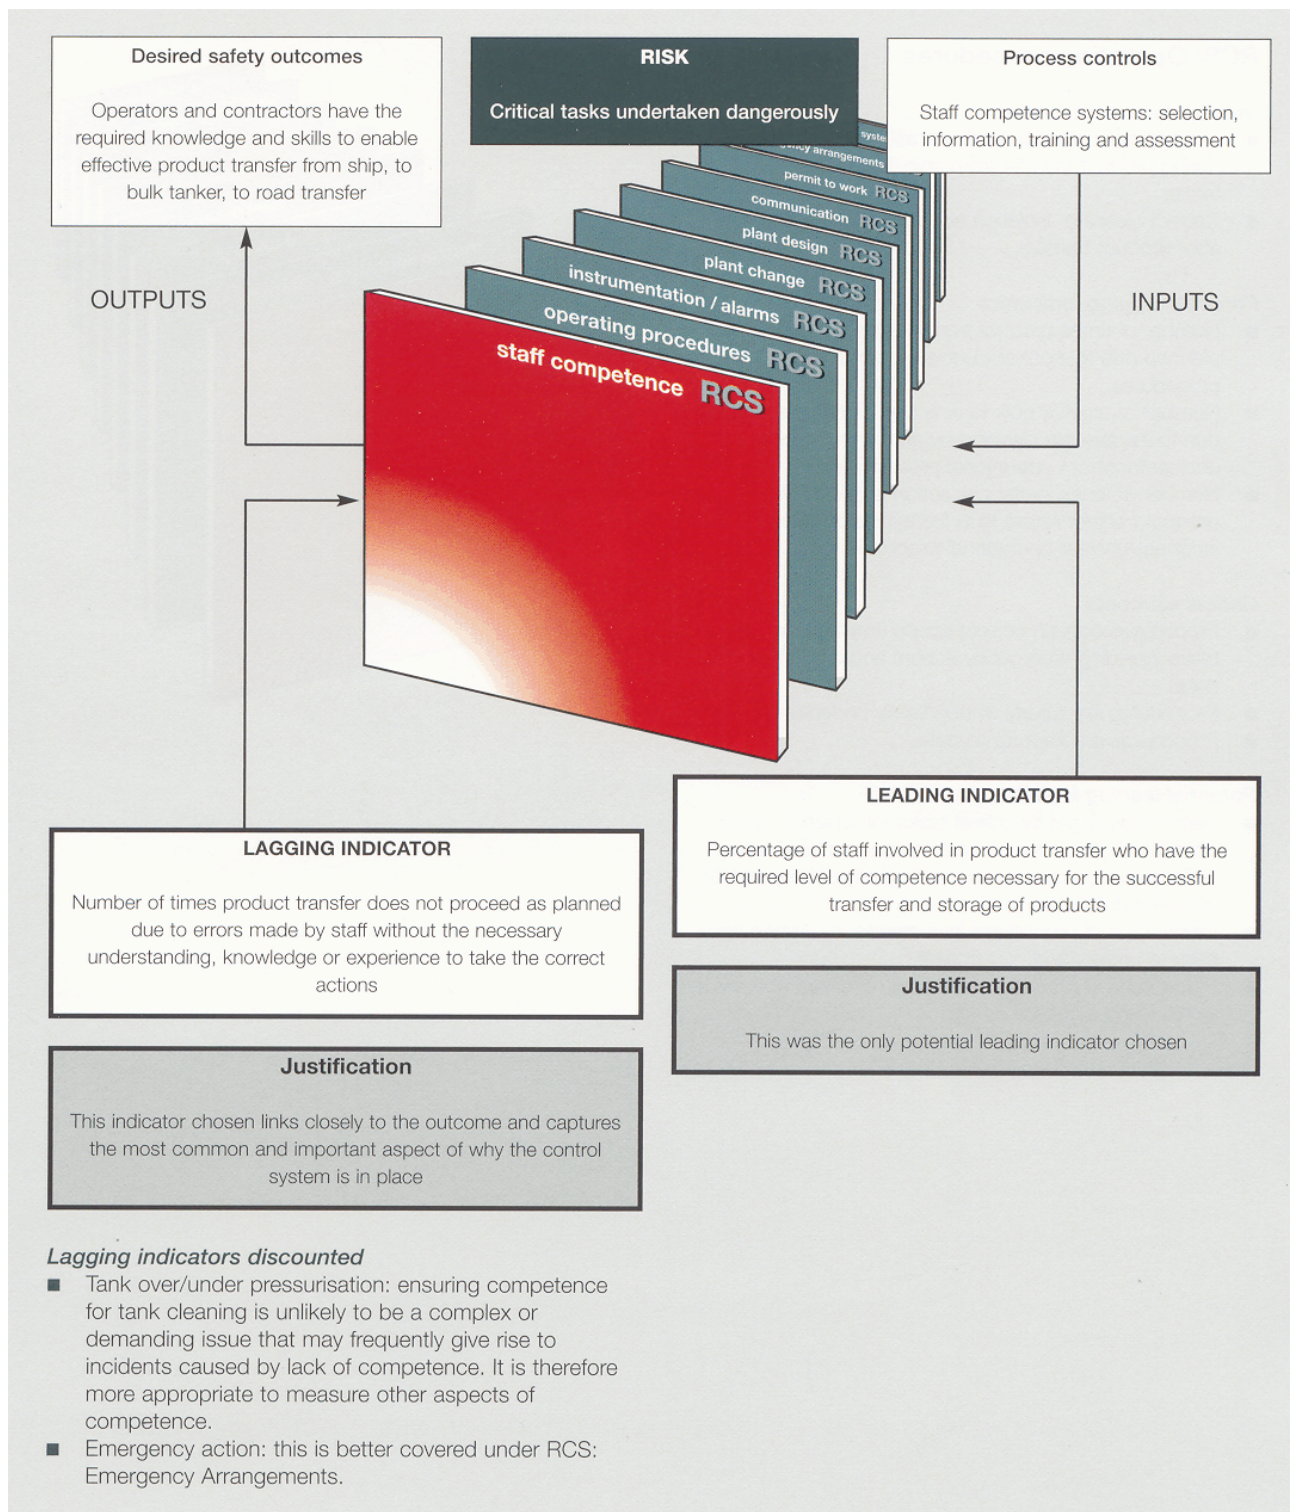 Desired safety outcomes
Operators and contractors have the
required knowledge and skills to enable
effective product transfer from ship, to
bulk tanker, to road transfer
RISK
Critical tasks undertaken dangerously
Process controls
Staff competence systems: selection,
information, training and assessment
OUTPUTS
INPUTS
arrangements
permit to work RCS
communication RCS
plant design RCS
plant change RCS
instrumentation / alarms RCS
operating procedures RCS
staff competence RCS
LAGGING INDICATOR
Number of times product transfer does not proceed as planned
due to errors made by staff without the necessary
understanding, knowledge or experience to take the correct
actions
Justification
This indicator chosen links closely to the outcome and captures
the most common and important aspect of why the control
system is in place
LEADING INDICATOR
Percentage of staff involved in product transfer who have the
required level of competence necessary for the successful
transfer and storage of products
Justification
This was the only potential leading indicator chosen
Lagging indicators discounted
■ Tank over/under pressurisation: ensuring competence
for tank cleaning is unlikely to be a complex or
demanding issue that may frequently give rise to
incidents caused by lack of competence. It is therefore
more appropriate to measure other aspects of
competence.
■ Emergency action: this is better covered under RCS:
Emergency Arrangements.